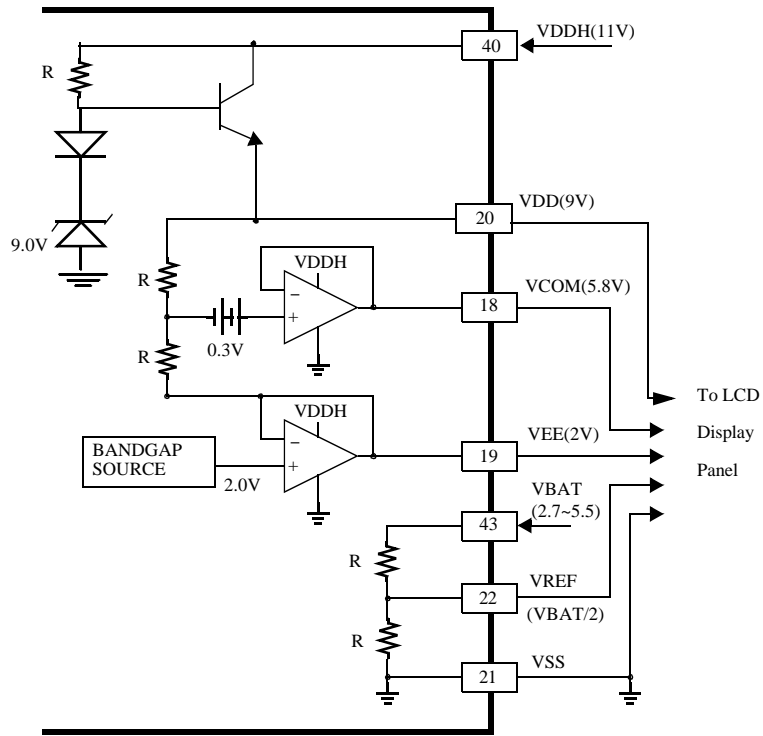 VDDH(11V)
40
R
VDD(9V)
20
9.0V
VDDH
R
−
VCOM(5.8V)
18
+
0.3V
R
To LCD
VDDH
Display
−
VEE(2V)
BANDGAP
SOURCE
19
+
Panel
2.0V
VBAT
(2.7~5.5)
43
R
VREF
22
(VBAT/2)
R
VSS
21